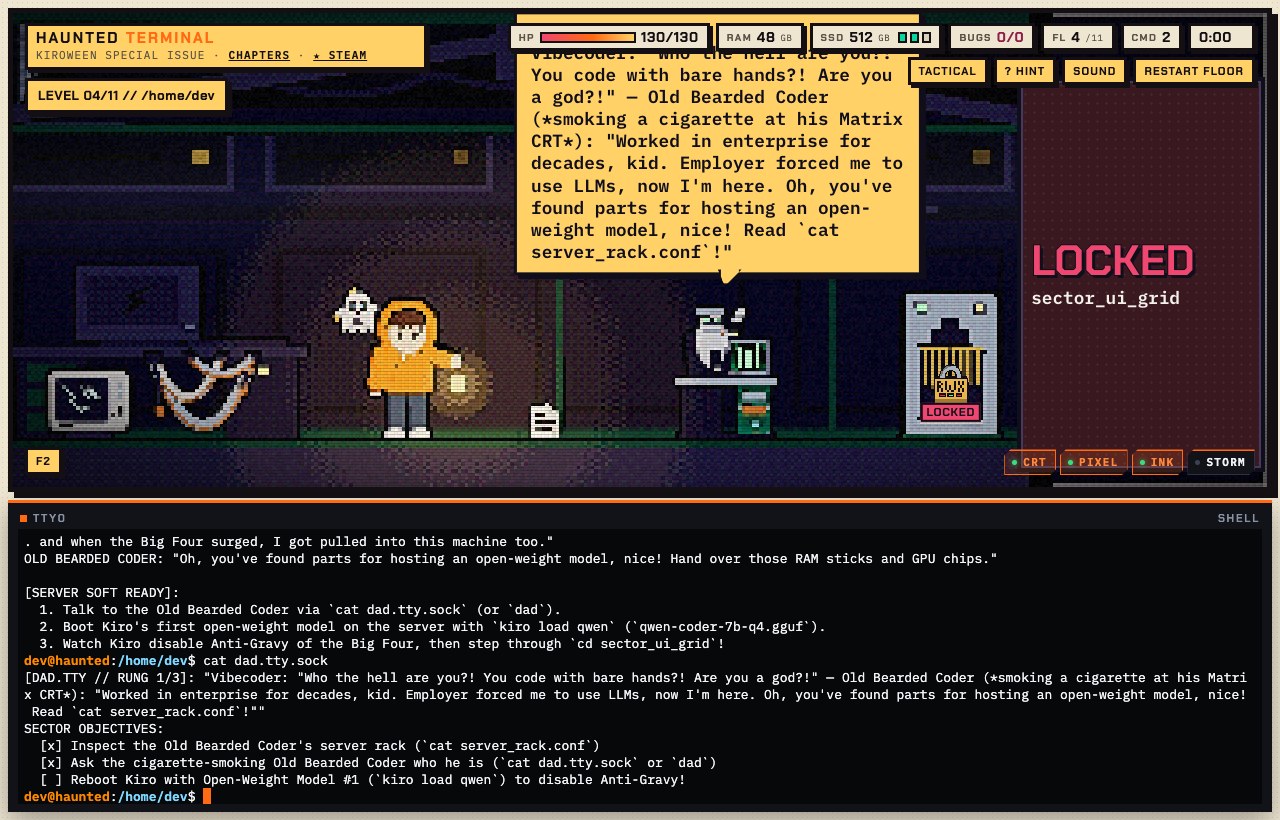 HAUNTED TERMINAL
KIROWEEN SPECIAL ISSUE · CHAPTERS · ★ STEAM
HP 130/130
RAM 48 GB
SSD 512 GB
BUGS 0/0
FL 4 /11
CMD 2
0:00
TACTICAL
? HINT
SOUND
RESTART FLOOR
LEVEL 04/11 // /home/dev
Vibecoder: "Who the hell are you?!
You code with bare hands?! Are you
a god?!" — Old Bearded Coder
(*smoking a cigarette at his Matrix
CRT*): "Worked in enterprise for
decades, kid. Employer forced me to
use LLMs, now I'm here. Oh, you've
found parts for hosting an open-
weight model, nice! Read `cat
server_rack.conf`!"
LOCKED
sector_ui_grid
RWX
LOCKED
F2
CRT
PIXEL
INK
STORM
TTY0
SHELL
. and when the Big Four surged, I got pulled into this machine too."
OLD BEARDED CODER: "Oh, you've found parts for hosting an open-weight model, nice! Hand over those RAM sticks and GPU chips."
[SERVER SOFT READY]:
1. Talk to the Old Bearded Coder via `cat dad.tty.sock` (or `dad`).
2. Boot Kiro's first open-weight model on the server with `kiro load qwen` (`qwen-coder-7b-q4.gguf`).
3. Watch Kiro disable Anti-Gravy of the Big Four, then step through `cd sector_ui_grid`!
dev@haunted:/home/dev$ cat dad.tty.sock
[DAD.TTY // RUNG 1/3]: "Vibecoder: "Who the hell are you?! You code with bare hands?! Are you a god?!" — Old Bearded Coder (*smoking a cigarette at his Matri
x CRT*): "Worked in enterprise for decades, kid. Employer forced me to use LLMs, now I'm here. Oh, you've found parts for hosting an open-weight model, nice!
Read `cat server_rack.conf`!""
SECTOR OBJECTIVES:
[x] Inspect the Old Bearded Coder's server rack (`cat server_rack.conf`)
[x] Ask the cigarette-smoking Old Bearded Coder who he is (`cat dad.tty.sock` or `dad`)
[ ] Reboot Kiro with Open-Weight Model #1 (`kiro load qwen`) to disable Anti-Gravy!
dev@haunted:/home/dev$